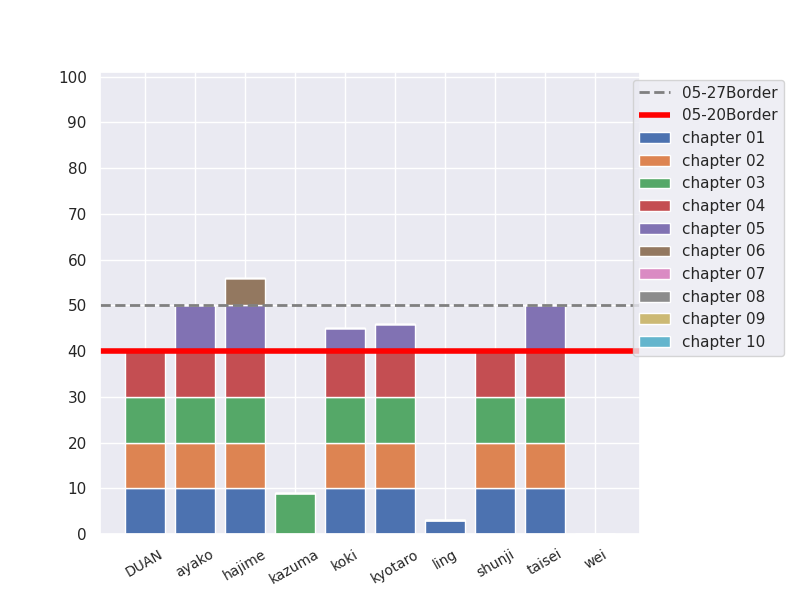 100
90
80
70
60
50
40
30
20
10
0
DUAN
ayako
hajime
kazuma
koki
kyotaro
ling
shunji
taisei
wei
05-27Border
05-20Border
chapter 01
chapter 02
chapter 03
chapter 04
chapter 05
chapter 06
chapter 07
chapter 08
chapter 09
chapter 10